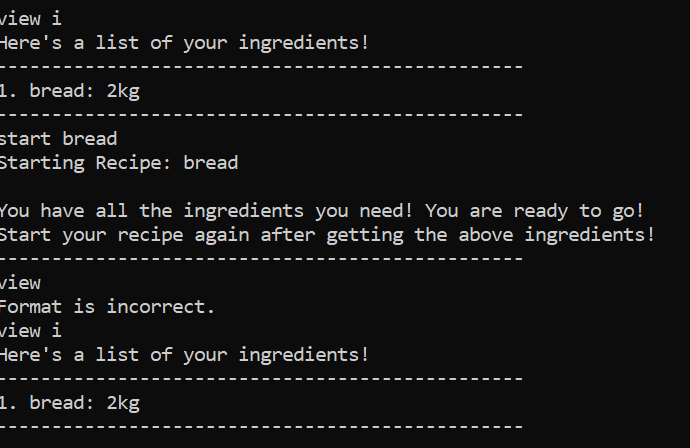 view i
Here's a list of your ingredients!
------------------------------------------------
1. bread: 2kg
------------------------------------------------
start bread
Starting Recipe: bread

You have all the ingredients you need! You are ready to go!
Start your recipe again after getting the above ingredients!
------------------------------------------------
view
Format is incorrect.
view i
Here's a list of your ingredients!
------------------------------------------------
1. bread: 2kg
------------------------------------------------